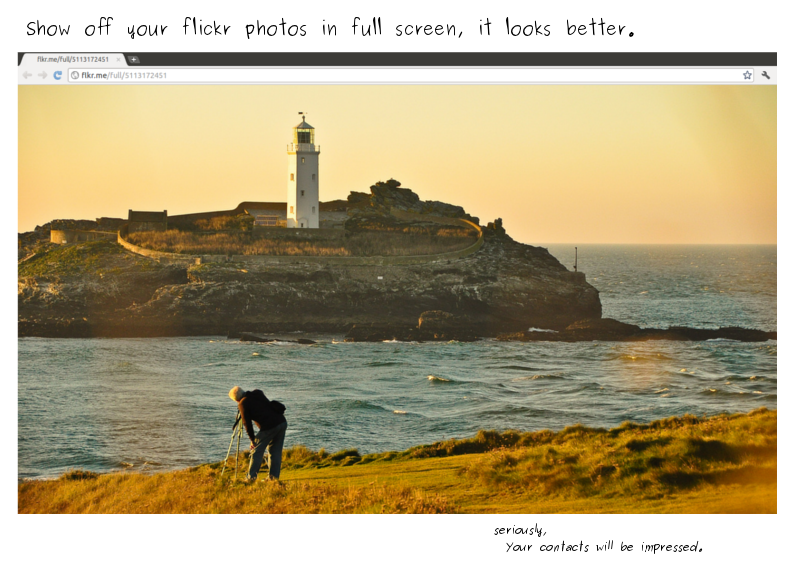 Show off your flickr photos in full screen, it looks better.
flkr.me/full/5113172451
flkr.me/full/5113172451
seriously,
Your contacts will be impressed.